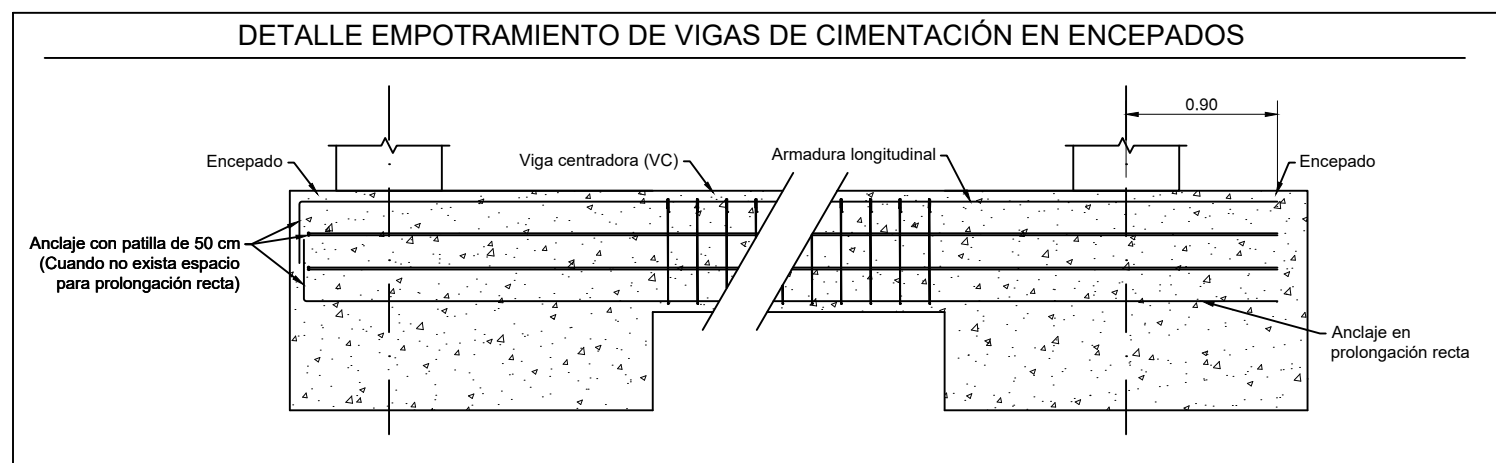 DETALLE EMPOTRAMIENTO DE VIGAS DE CIMENTACIÓN EN ENCEPADOS
0.90
Encepado
Viga centradora (VC)
Armadura longitudinal
Encepado
Anclaje con patilla de 50 cm
(Cuando no exista espacio
para prolongación recta)
Anclaje en
prolongación recta